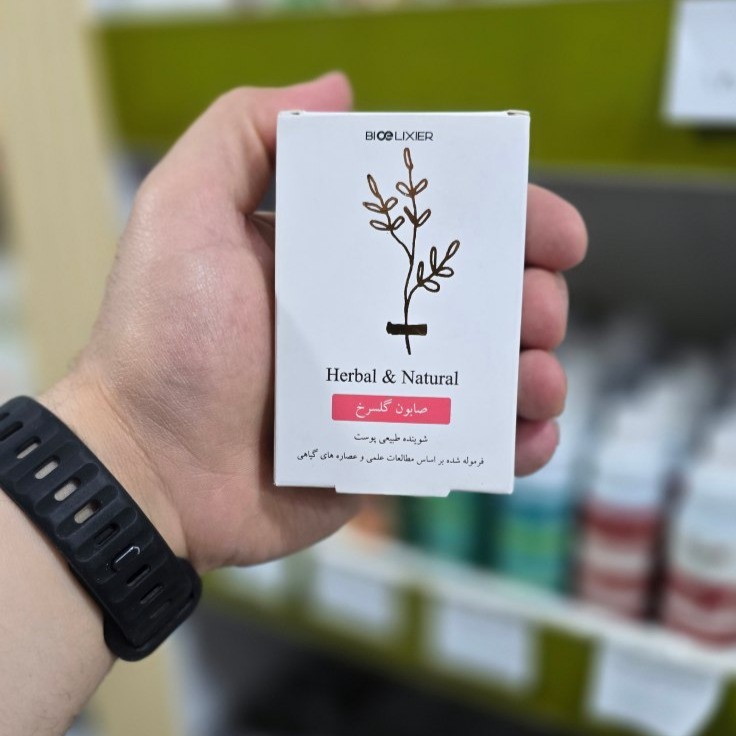 BIOELIXIER
Herbal & Natural
صابون گلسرخ
شوینده طبیعی پوست
فرموله شده بر اساس مطالعات علمی و عصاره های گیاهی